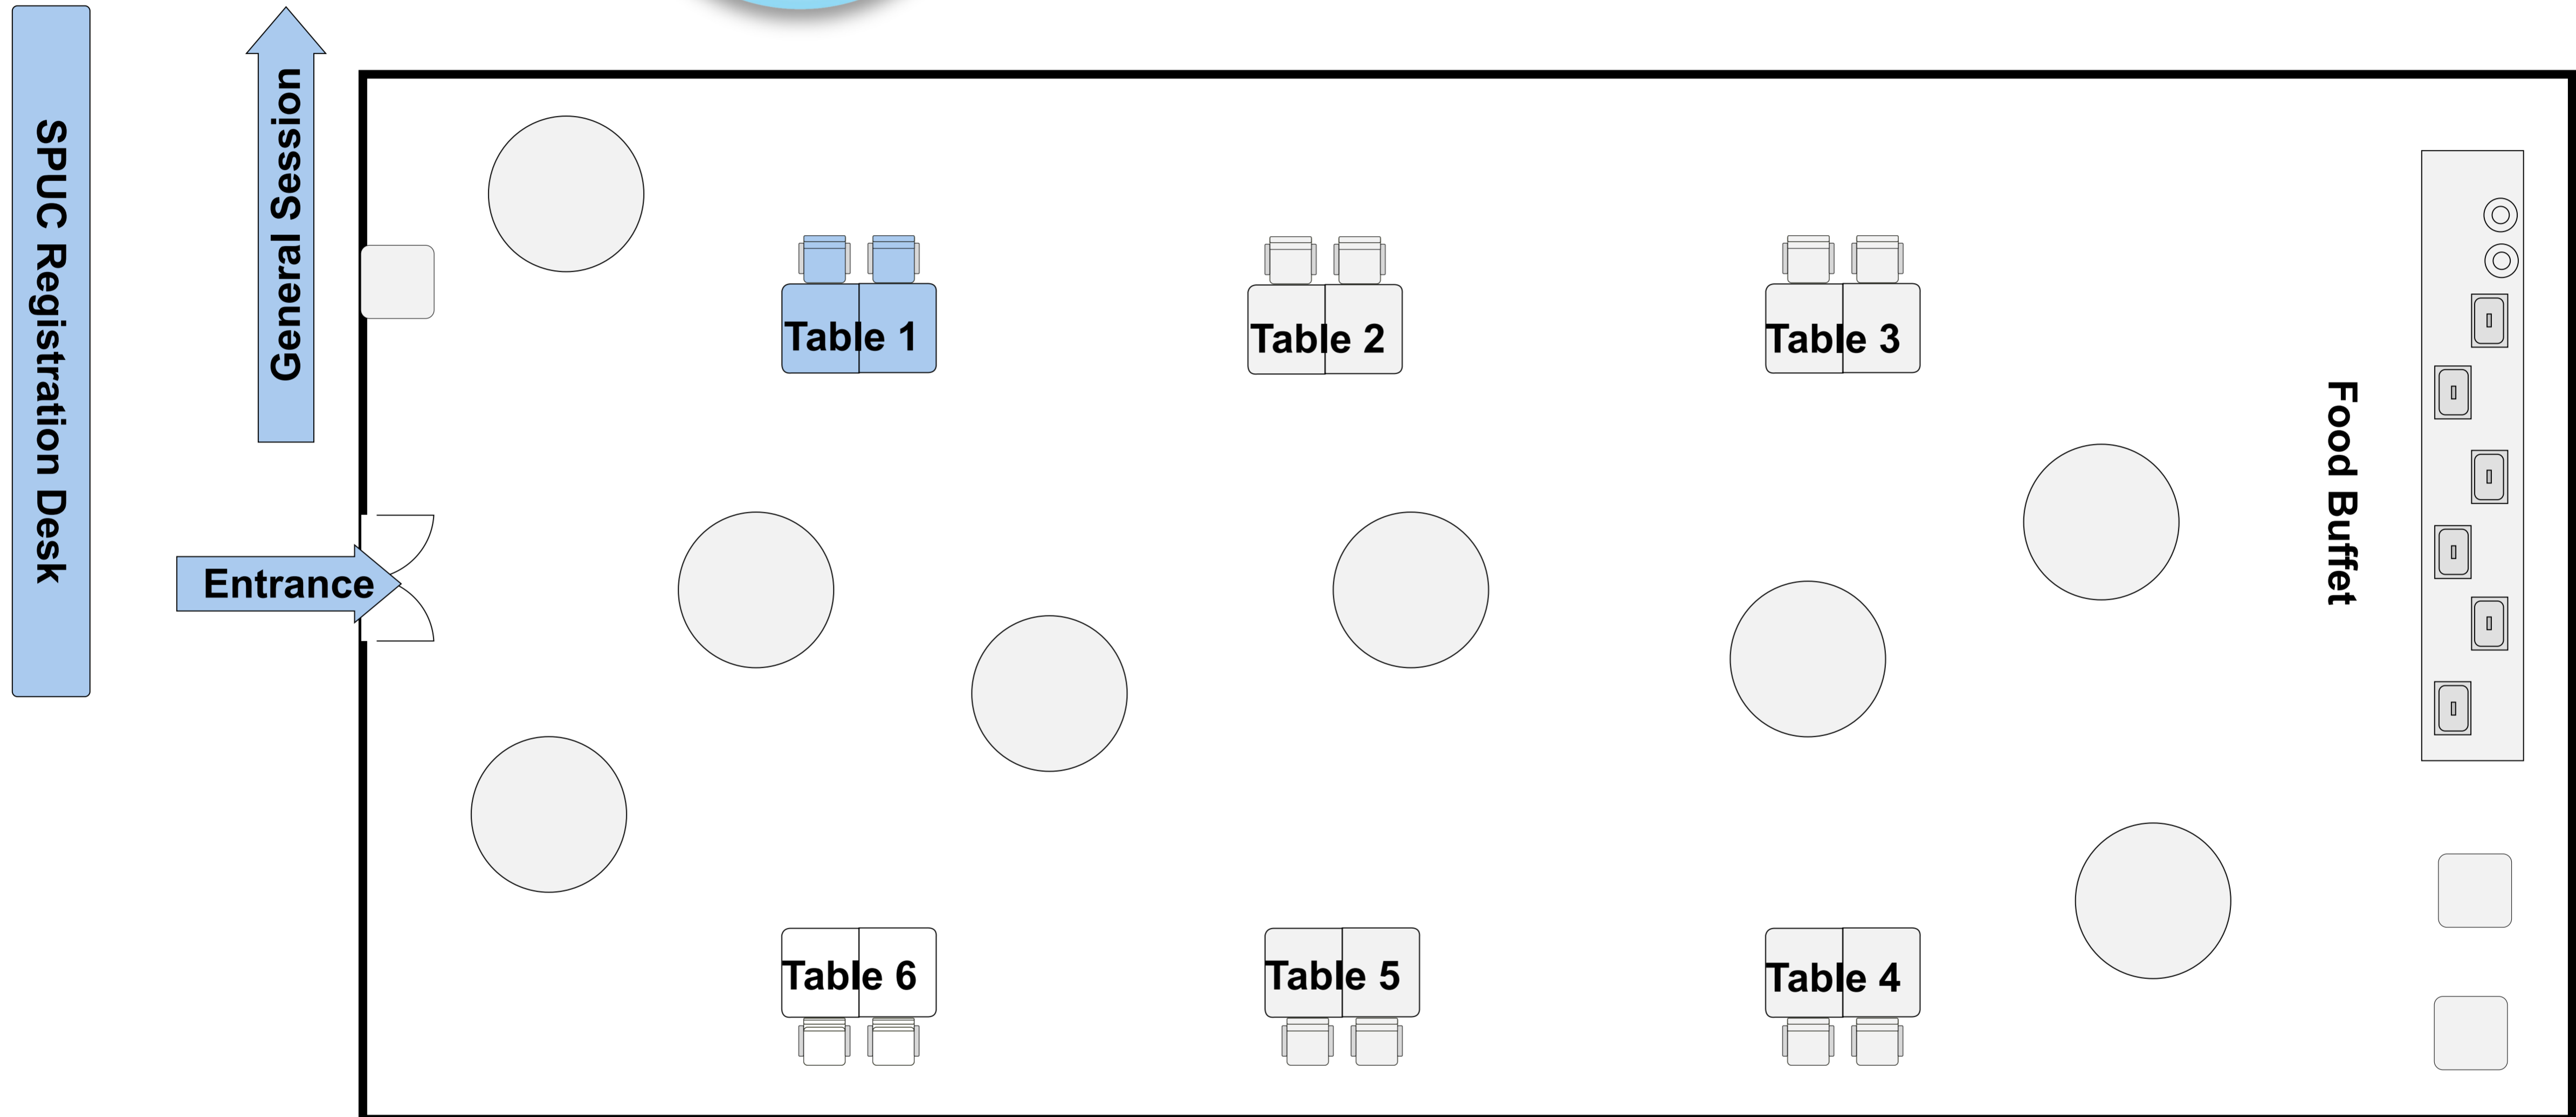 SPUC Registration Desk
General Session
Entrance
Table 1
Table 2
Table 3
Food Buffet
Table 6
Table 5
Table 4